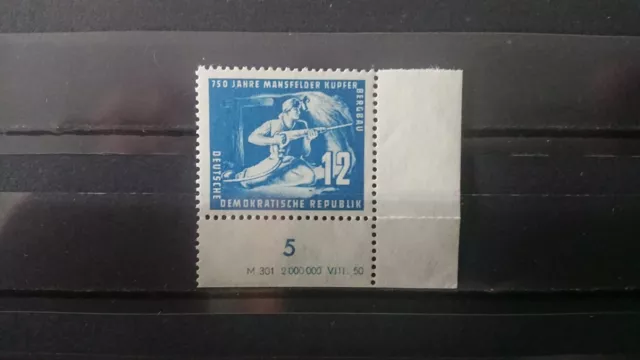 750 JAHRE MANSFELDER KUPFER
BERGBAU
DEUTSCHE
12
DEMOKRATISCHE REPUBLIK
5
M 301 2 000 000 VIII. 50